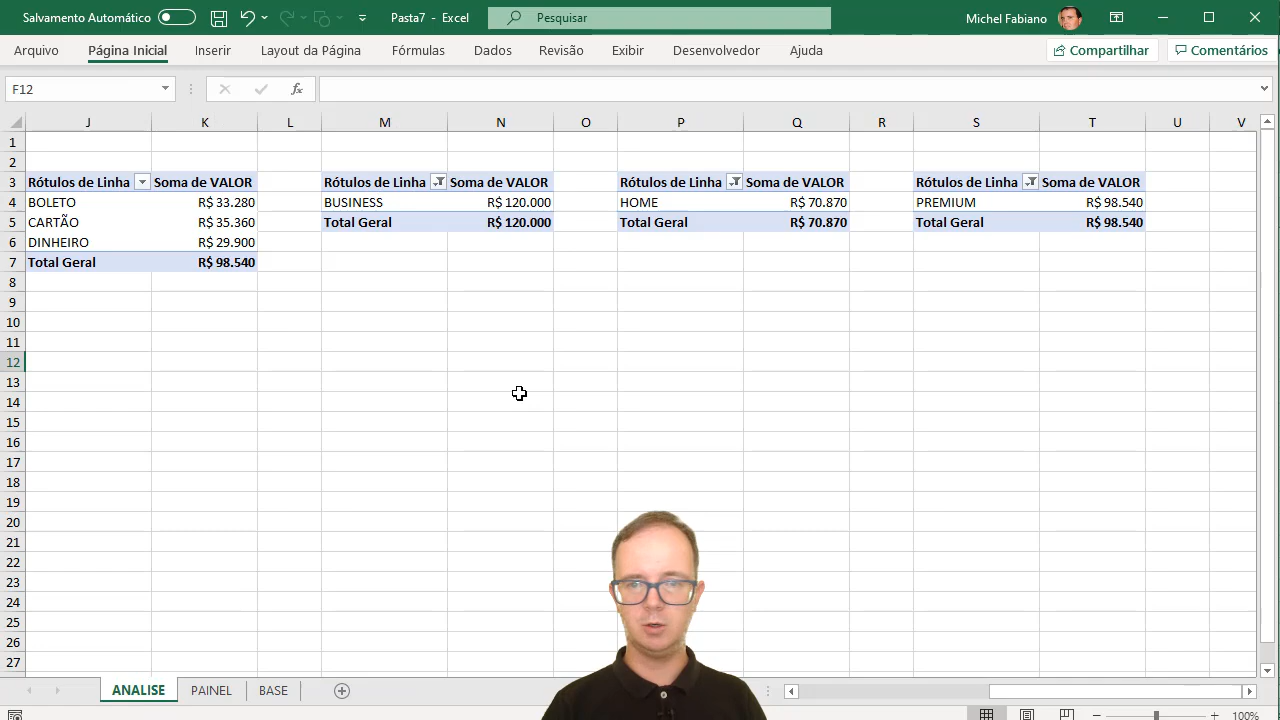 Salvamento Automático Pasta7 - Excel Pesquisar Michel Fabiano
Arquivo Página Inicial Inserir Layout da Página Fórmulas Dados Revisão Exibir Desenvolvedor Ajuda Compartilhar Comentários
F12 fx
J K L M N O P Q R S T U V
1
2
3 Rótulos de Linha Soma de VALOR Rótulos de Linha Soma de VALOR Rótulos de Linha Soma de VALOR Rótulos de Linha Soma de VALOR
4 BOLETO R$ 33.280 BUSINESS R$ 120.000 HOME R$ 70.870 PREMIUM R$ 98.540
5 CARTÃO R$ 35.360 Total Geral R$ 120.000 Total Geral R$ 70.870 Total Geral R$ 98.540
6 DINHEIRO R$ 29.900
7 Total Geral R$ 98.540
8
9
10
11
12
13
14
15
16
17
18
19
20
21
22
23
24
25
26
27
ANALISE PAINEL BASE
100%